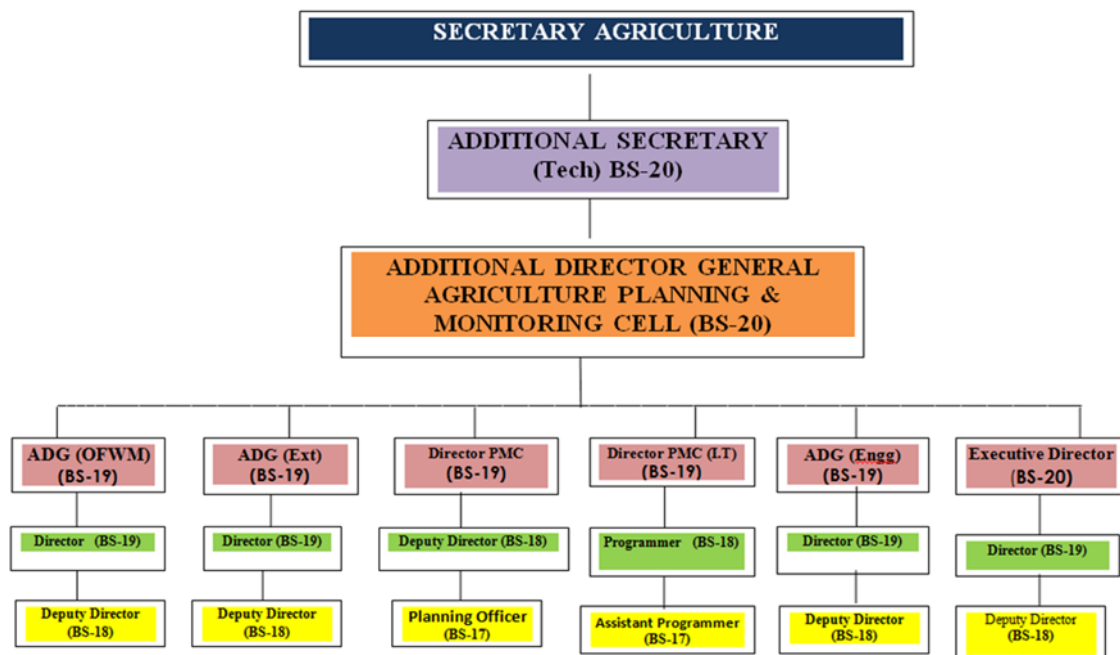 SECRETARY AGRICULTURE
ADDITIONAL SECRETARY
(Tech) BS-20)
ADDITIONAL DIRECTOR GENERAL
AGRICULTURE PLANNING &
MONITORING CELL (BS-20)
ADG (OFWM)
(BS-19)
ADG (Ext)
(BS-19)
Director PMC
(BS-19)
Director PMC (I.T)
(BS-19)
ADG (Engg)
(BS-19)
Executive Director
(BS-20)
Director (BS-19)
Director (BS-19)
Deputy Director (BS-18)
Programmer (BS-18)
Director (BS-19)
Director (BS-19)
Deputy Director
(BS-18)
Deputy Director
(BS-18)
Planning Officer
(BS-17)
Assistant Programmer
(BS-17)
Deputy Director
(BS-18)
Deputy Director
(BS-18)